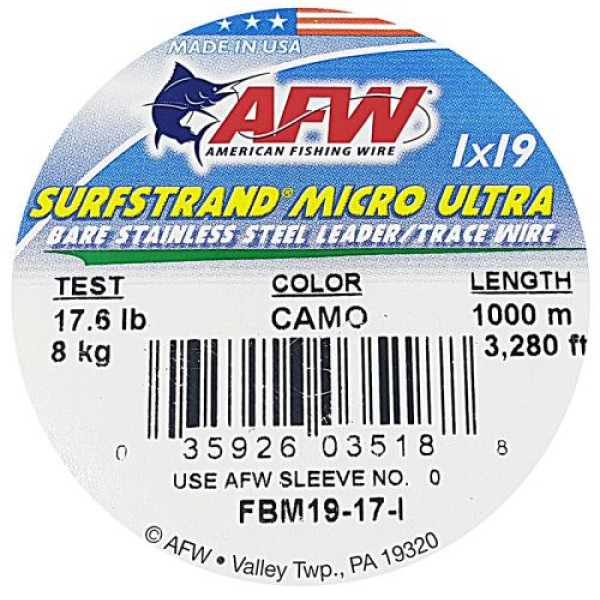 MADE IN USA
AFW
AMERICAN FISHING WIRE
1x19
SURFSTRAND® MICRO ULTRA
BARE STAINLESS STEEL LEADER/TRACE WIRE
TEST COLOR LENGTH
17.6 lb CAMO 1000 m
8 kg 3,280 ft
0 35926 03518 8
USE AFW SLEEVE NO. 0
FBM19-17-I
© AFW • Valley Twp., PA 19320